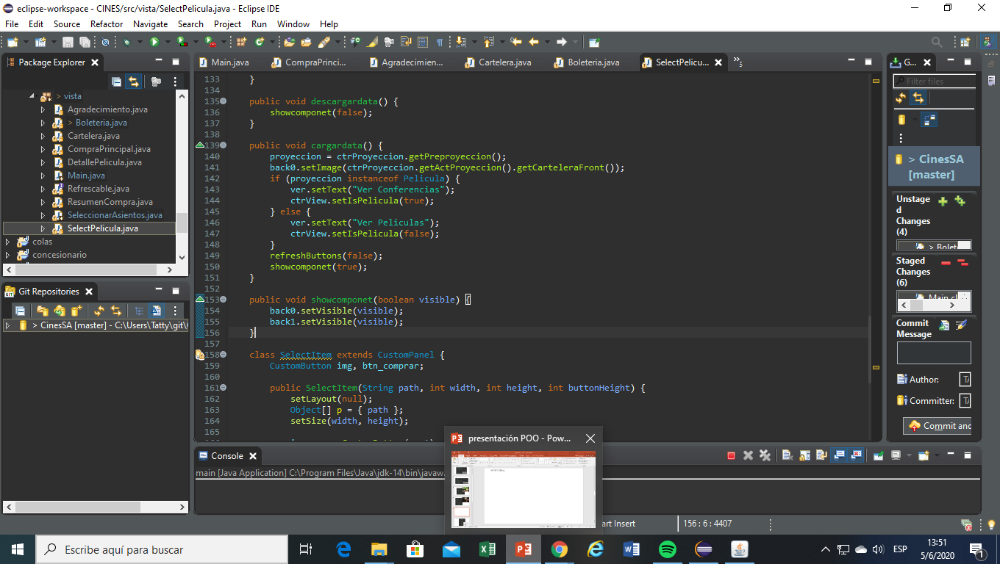 eclipse-workspace - CINES/src/vista/SelectPelicula.java - Eclipse IDE
File Edit Source Refactor Navigate Search Project Run Window Help
Package Explorer
> vista
Agradecimiento.java
> Boleteria.java
Cartelera.java
CompraPrincipal.java
DetallePelicula.java
Main.java
Refrescable.java
ResumenCompra.java
SeleccionarAsientos.java
SelectPelicula.java
colas
concesionario
Git Repositories
> CinesSA [master] - C:\Users\Tatty\git\
Main.java CompraPrinci... Agradecimien... Cartelera.java Boleteria.java SelectPelicu... »5
133 }
134
135 public void descargardata() {
136 showcomponet(false);
137 }
138
139 public void cargardata() {
140 proyeccion = ctrProyeccion.getPreproyeccion();
141 back0.setImage(ctrProyeccion.getActProyeccion().getCarteleraFront());
142 if (proyeccion instanceof Pelicula) {
143 ver.setText("Ver Conferencias");
144 ctrView.setIsPelicula(true);
145 } else {
146 ver.setText("Ver Peliculas");
147 ctrView.setIsPelicula(false);
148 }
149 refreshButtons(false);
150 showcomponet(true);
151 }
152
153 public void showcomponet(boolean visible) {
154 back0.setVisible(visible);
155 back1.setVisible(visible);
156 }
157
158 class SelectItem extends CustomPanel {
159 CustomButton img, btn_comprar;
160
161 public SelectItem(String path, int width, int height, int buttonHeight) {
162 setLayout(null);
163 Object[] p = { path };
164 setSize(width, height);
165
Console
main [Java Application] C:\Program Files\Java\jdk-14\bin\javaw.
presentación POO - Pow...
G...
Filter files
> CinesSA
[master]
Unstage
d
Changes
(4)
> Bolet
Staged
Changes
(6)
Main.cl
Commit
Message
Author:
Committer:
Commit and
art Insert
156 : 6 : 4407
Escribe aquí para buscar
ESP
13:51
5/6/2020
1